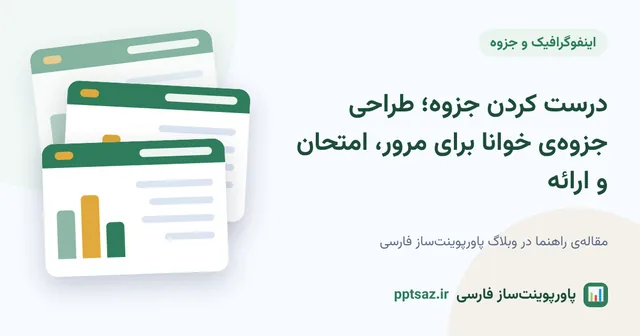 اینفوگرافیک و جزوه
درست کردن جزوه؛ طراحی
جزوه‌ی خوانا برای مرور، امتحان
و ارائه
مقاله‌ی راهنما در وبلاگ پاورپوینت‌ساز فارسی
پاورپوینت‌ساز فارسی pptsaz.ir